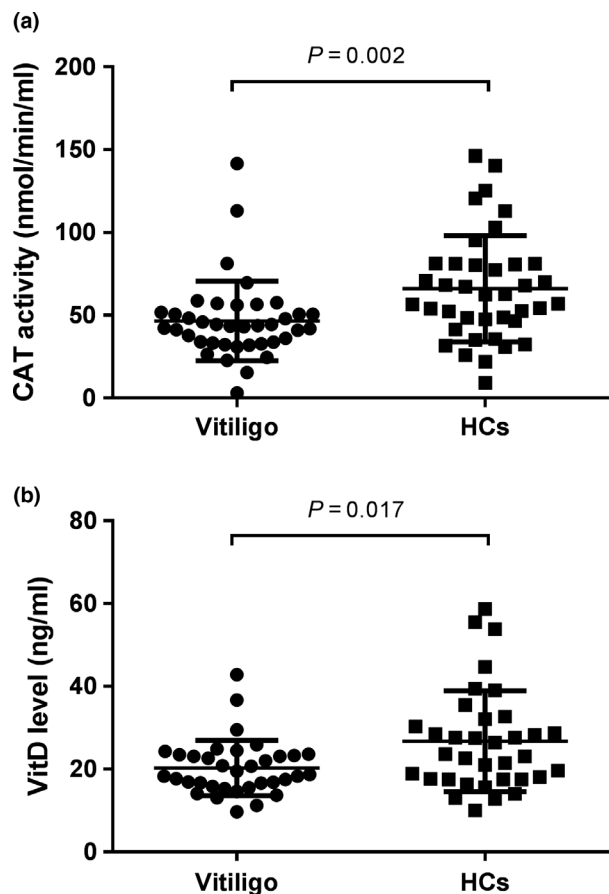 (a)
P = 0.002
CAT activity (nmol/min/ml)
200
150
100
50
0
Vitiligo
HCs
(b)
P = 0.017
VitD level (ng/ml)
80
60
40
20
0
Vitiligo
HCs